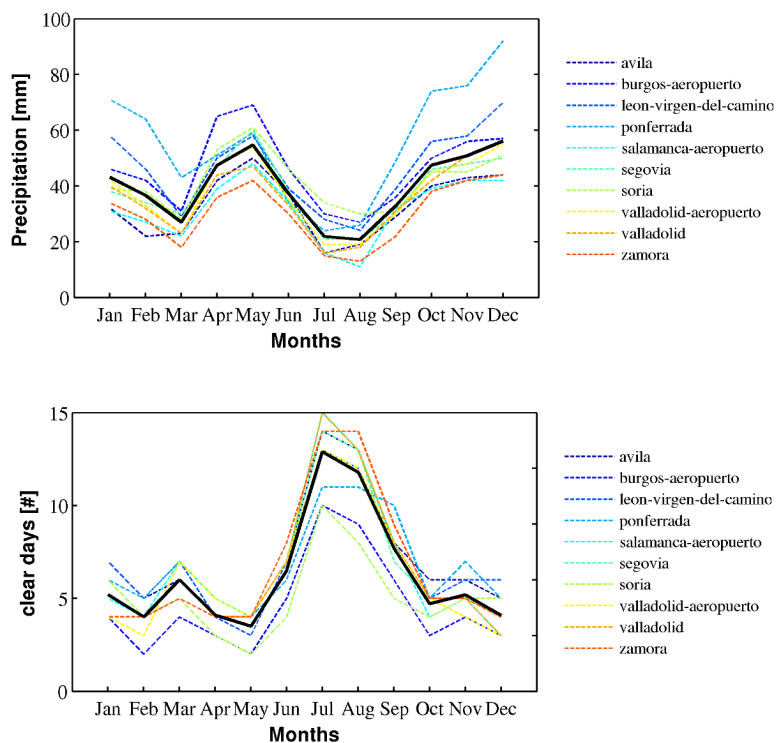 100
80
60
40
20
0
Precipitation [mm]
Jan Feb Mar Apr May Jun Jul Aug Sep Oct Nov Dec
Months
avila
burgos-aeropuerto
leon-virgen-del-camino
ponferrada
salamanca-aeropuerto
segovia
soria
valladolid-aeropuerto
valladolid
zamora
15
10
5
0
clear days [#]
Jan Feb Mar Apr May Jun Jul Aug Sep Oct Nov Dec
Months
avila
burgos-aeropuerto
leon-virgen-del-camino
ponferrada
salamanca-aeropuerto
segovia
soria
valladolid-aeropuerto
valladolid
zamora